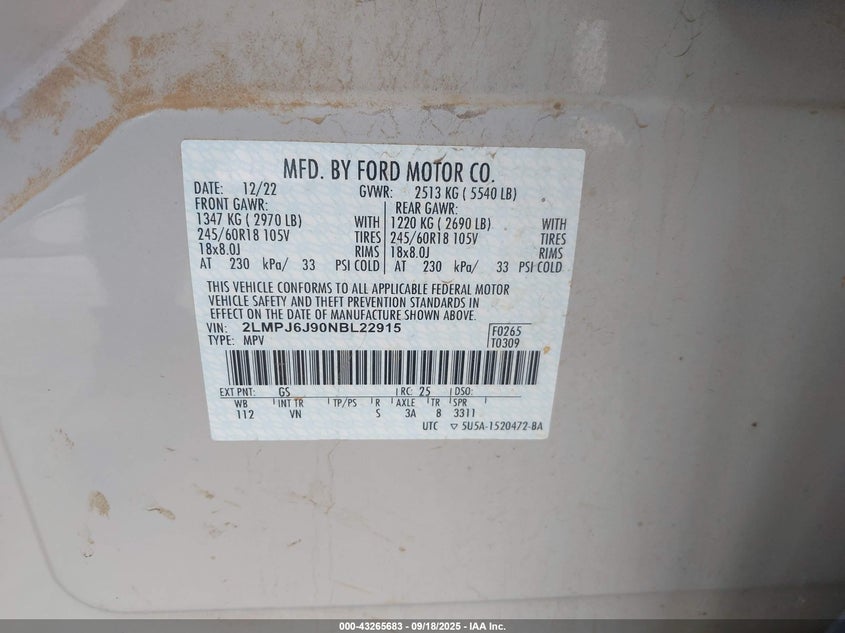 MFD. BY FORD MOTOR CO.
DATE: 12/22 GVWR: 2513 KG ( 5540 LB)
FRONT GAWR: REAR GAWR:
1347 KG ( 2970 LB) WITH 1220 KG ( 2690 LB) WITH
245/60R18 105V TIRES 245/60R18 105V TIRES
18x8.0J RIMS 18x8.0J RIMS
AT 230 kPa/ 33 PSI COLD AT 230 kPa/ 33 PSI COLD
THIS VEHICLE CONFORMS TO ALL APPLICABLE FEDERAL MOTOR
VEHICLE SAFETY AND THEFT PREVENTION STANDARDS IN
EFFECT ON THE DATE OF MANUFACTURE SHOWN ABOVE.
VIN: 2LMPJ6J90NBL22915 F0265
TYPE: MPV T0309
EXT PNT: GS RC: 25 DSO:
WB INT TR TP/PS R AXLE TR SPR
112 VN S 3A 8 3311
UTC ▽ 5U5A-1520472-BA
000-43265683 - 09/18/2025 - IAA Inc.